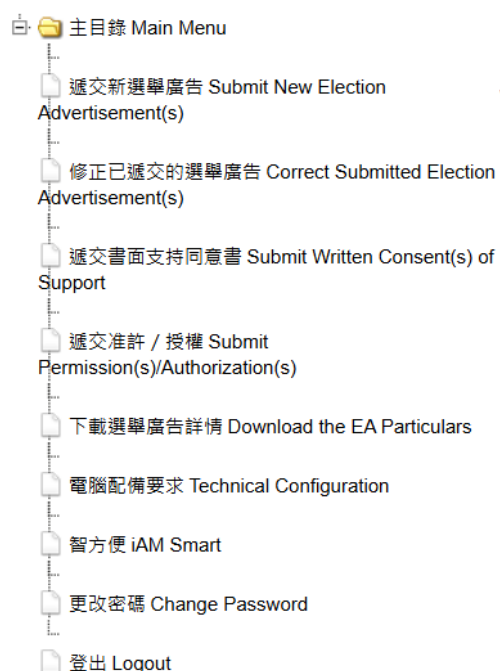 主目錄 Main Menu
遞交新選舉廣告 Submit New Election
Advertisement(s)
修正已遞交的選舉廣告 Correct Submitted Election
Advertisement(s)
遞交書面支持同意書 Submit Written Consent(s) of
Support
遞交准許／授權 Submit
Permission(s)/Authorization(s)
下載選舉廣告詳情 Download the EA Particulars
電腦配備要求 Technical Configuration
智方便 iAM Smart
更改密碼 Change Password
登出 Logout